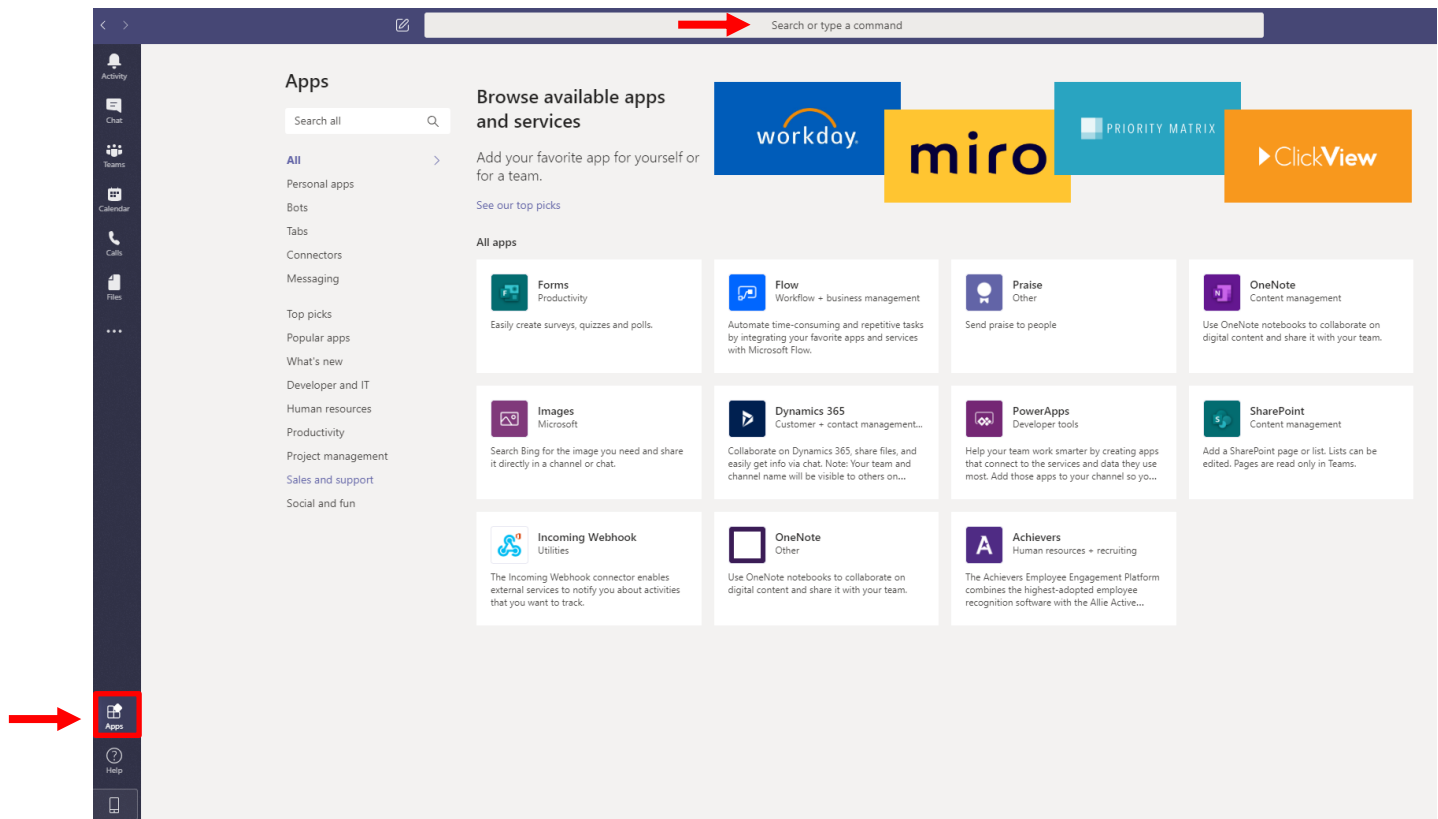 Search or type a command
Activity
Chat
Teams
Calendar
Calls
Files
Apps
Help
Apps
Search all
All
Personal apps
Bots
Tabs
Connectors
Messaging
Top picks
Popular apps
What's new
Developer and IT
Human resources
Productivity
Project management
Sales and support
Social and fun
Browse available apps
and services
Add your favorite app for yourself or
for a team.
See our top picks
workday.
miro
PRIORITY MATRIX
ClickView
All apps
Forms
Productivity
Easily create surveys, quizzes and polls.
Flow
Workflow + business management
Automate time-consuming and repetitive tasks
by integrating your favorite apps and services
with Microsoft Flow.
Praise
Other
Send praise to people
OneNote
Content management
Use OneNote notebooks to collaborate on
digital content and share it with your team.
Images
Microsoft
Search Bing for the image you need and share
it directly in a channel or chat.
Dynamics 365
Customer + contact management...
Collaborate on Dynamics 365, share files, and
easily get info via chat. Note: Your team and
channel name will be visible to others on...
PowerApps
Developer tools
Help your team work smarter by creating apps
that connect to the services and data they use
most. Add those apps to your channel so yo...
SharePoint
Content management
Add a SharePoint page or list. Lists can be
edited. Pages are read only in Teams.
Incoming Webhook
Utilities
The Incoming Webhook connector enables
external services to notify you about activities
that you want to track.
OneNote
Other
Use OneNote notebooks to collaborate on
digital content and share it with your team.
Achievers
Human resources + recruiting
The Achievers Employee Engagement Platform
combines the highest-adopted employee
recognition software with the Allie Active...